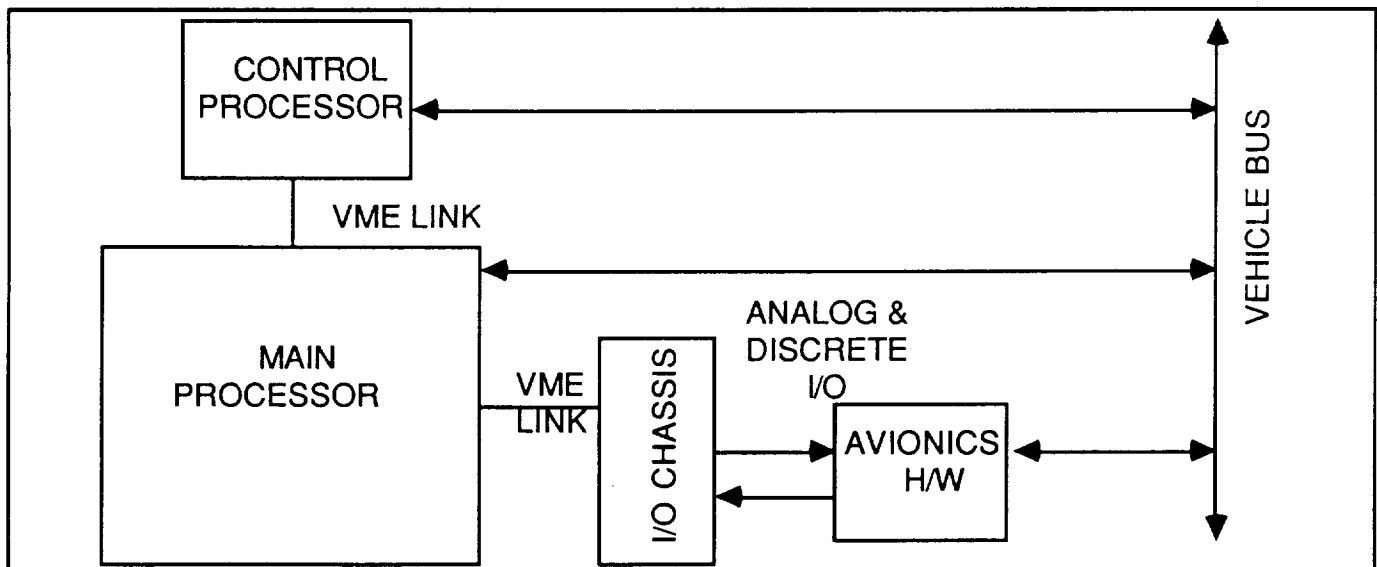 CONTROL
PROCESSOR
VME LINK
MAIN
PROCESSOR
VME
LINK
I/O CHASSIS
ANALOG &
DISCRETE
I/O
AVIONICS
H/W
VEHICLE BUS